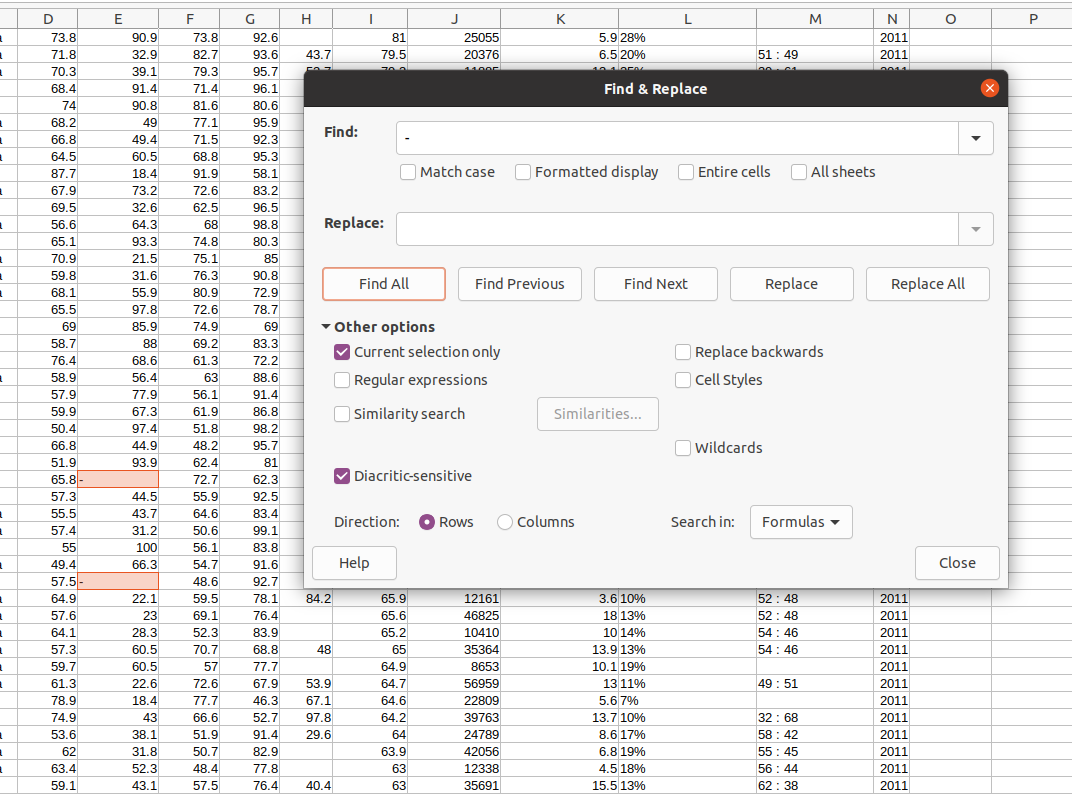 D E F G H I J K L M N O P
a 73.8 90.9 73.8 92.6 81 25055 5.9 28% 2011
a 71.8 32.9 82.7 93.6 43.7 79.5 20376 6.5 20% 51 : 49 2011
a 70.3 39.1 79.3 95.7
68.4 91.4 71.4 96.1
74 90.8 81.6 80.6
a 68.2 49 77.1 95.9
a 66.8 49.4 71.5 92.3
a 64.5 60.5 68.8 95.3
87.7 18.4 91.9 58.1
a 67.9 73.2 72.6 83.2
69.5 32.6 62.5 96.5
a 56.6 64.3 68 98.8
65.1 93.3 74.8 80.3
a 70.9 21.5 75.1 85
a 59.8 31.6 76.3 90.8
a 68.1 55.9 80.9 72.9
65.5 97.8 72.6 78.7
69 85.9 74.9 69
58.7 88 69.2 83.3
76.4 68.6 61.3 72.2
a 58.9 56.4 63 88.6
57.9 77.9 56.1 91.4
59.9 67.3 61.9 86.8
50.4 97.4 51.8 98.2
66.8 44.9 48.2 95.7
51.9 93.9 62.4 81
65.8 - 72.7 62.3
57.3 44.5 55.9 92.5
a 55.5 43.7 64.6 83.4
a 57.4 31.2 50.6 99.1
55 100 56.1 83.8
a 49.4 66.3 54.7 91.6
57.5 - 48.6 92.7
Find & Replace
Find: -
Match case Formatted display Entire cells All sheets
Replace:
Find All Find Previous Find Next Replace Replace All
Other options
Current selection only Replace backwards
Regular expressions Cell Styles
Similarity search Similarities...
Wildcards
Diacritic-sensitive
Direction: Rows Columns Search in: Formulas
Help Close
a 64.9 22.1 59.5 78.1 84.2 65.9 12161 3.6 10% 52 : 48 2011
a 57.6 23 69.1 76.4 65.6 46825 18 13% 52 : 48 2011
a 64.1 28.3 52.3 83.9 65.2 10410 10 14% 54 : 46 2011
a 57.3 60.5 70.7 68.8 48 65 35364 13.9 13% 54 : 46 2011
a 59.7 60.5 57 77.7 64.9 8653 10.1 19% 2011
a 61.3 22.6 72.6 67.9 53.9 64.7 56959 13 11% 49 : 51 2011
78.9 18.4 77.7 46.3 67.1 64.6 22809 5.6 7% 2011
74.9 43 66.6 52.7 97.8 64.2 39763 13.7 10% 32 : 68 2011
a 53.6 38.1 51.9 91.4 29.6 64 24789 8.6 17% 58 : 42 2011
a 62 31.8 50.7 82.9 63.9 42056 6.8 19% 55 : 45 2011
a 63.4 52.3 48.4 77.8 63 12338 4.5 18% 56 : 44 2011
59.1 43.1 57.5 76.4 40.4 63 35691 15.5 13% 62 : 38 2011